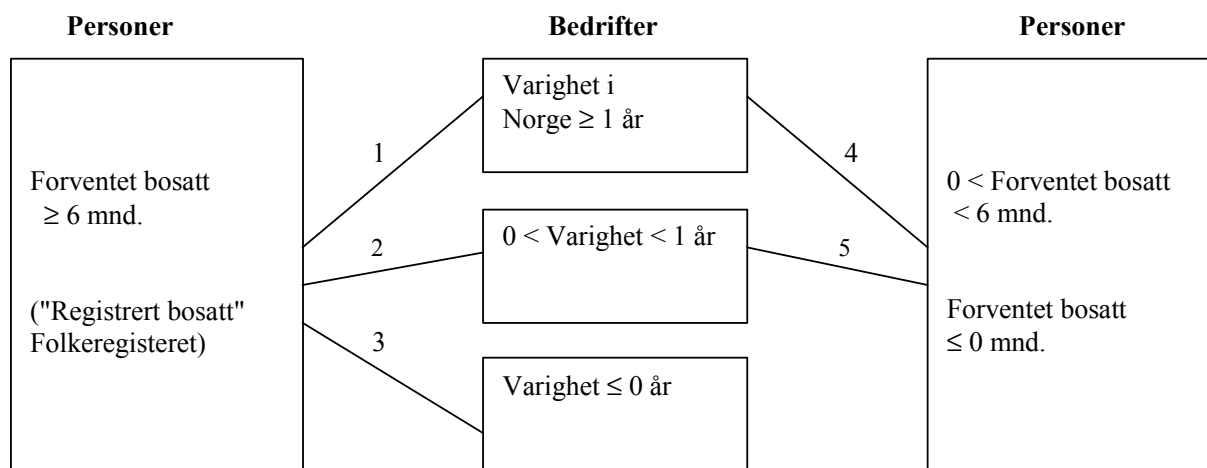 Personer
Bedrifter
Personer
Forventet bosatt
≥ 6 mnd.
("Registrert bosatt"
Folkeregisteret)
1
2
3
Varighet i
Norge ≥ 1 år
0 < Varighet < 1 år
Varighet ≤ 0 år
4
5
0 < Forventet bosatt
< 6 mnd.
Forventet bosatt
≤ 0 mnd.